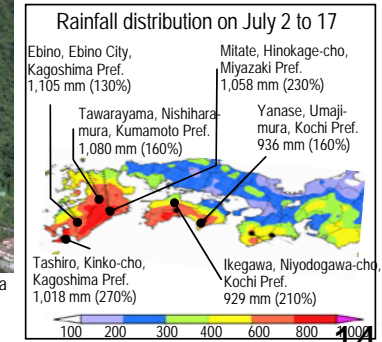 Rainfall distribution on July 2 to 17
Ebino, Ebino City,
Kagoshima Pref.
1,105 mm (130%)
Mitate, Hinokage-cho,
Miyazaki Pref.
1,058 mm (230%)
Tawarayama, Nishihara-
mura, Kumamoto Pref.
1,080 mm (160%)
Yanase, Umaji-
mura, Kochi Pref.
936 mm (160%)
Tashiro, Kinko-cho,
Kagoshima Pref.
1,018 mm (270%)
Ikegawa, Niyodogawa-cho,
Kochi Pref.
929 mm (210%)
a
100 200 300 400 600 800 1000
14